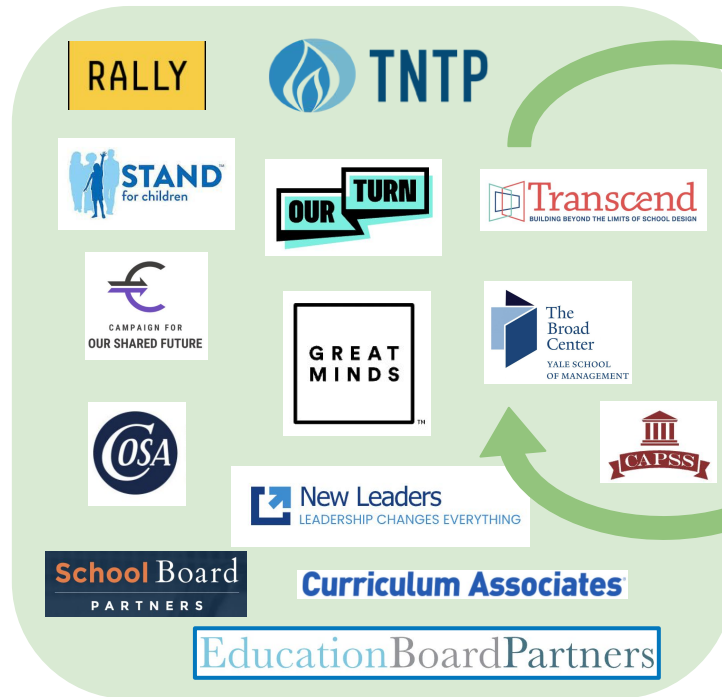 RALLY
TNTP
STAND™
for children
OUR
TURN
Transcend
BUILDING BEYOND THE LIMITS OF SCHOOL DESIGN
CAMPAIGN FOR
OUR SHARED FUTURE
GREAT
MINDS
TM
The
Broad
Center
YALE SCHOOL
OF MANAGEMENT
COSA
CAPSS
New Leaders
LEADERSHIP CHANGES EVERYTHING
School Board
PARTNERS
Curriculum Associates
EducationBoardPartners